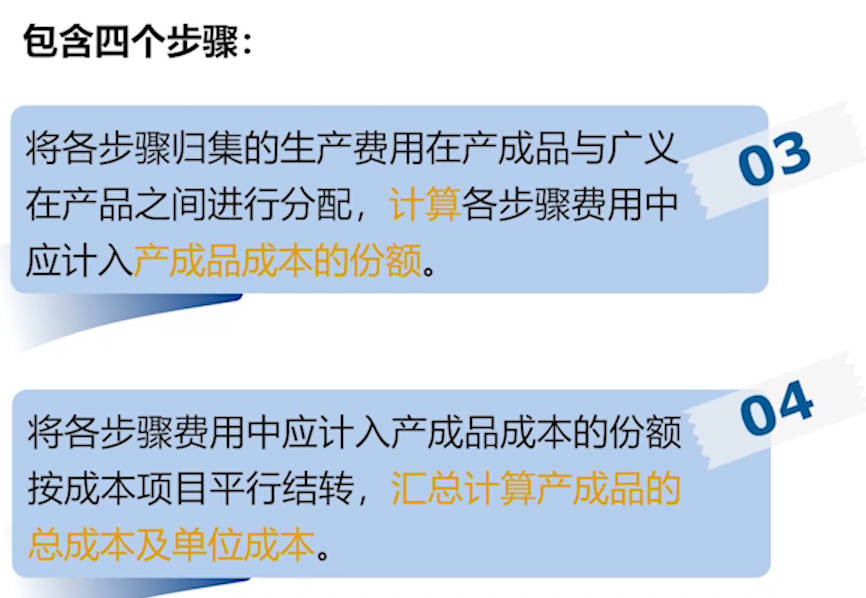 包含四个步骤：
将各步骤归集的生产费用在产成品与广义
在产品之间进行分配，计算各步骤费用中
应计入产成品成本的份额。
03
将各步骤费用中应计入产成品成本的份额
按成本项目平行结转，汇总计算产成品的
总成本及单位成本。
04